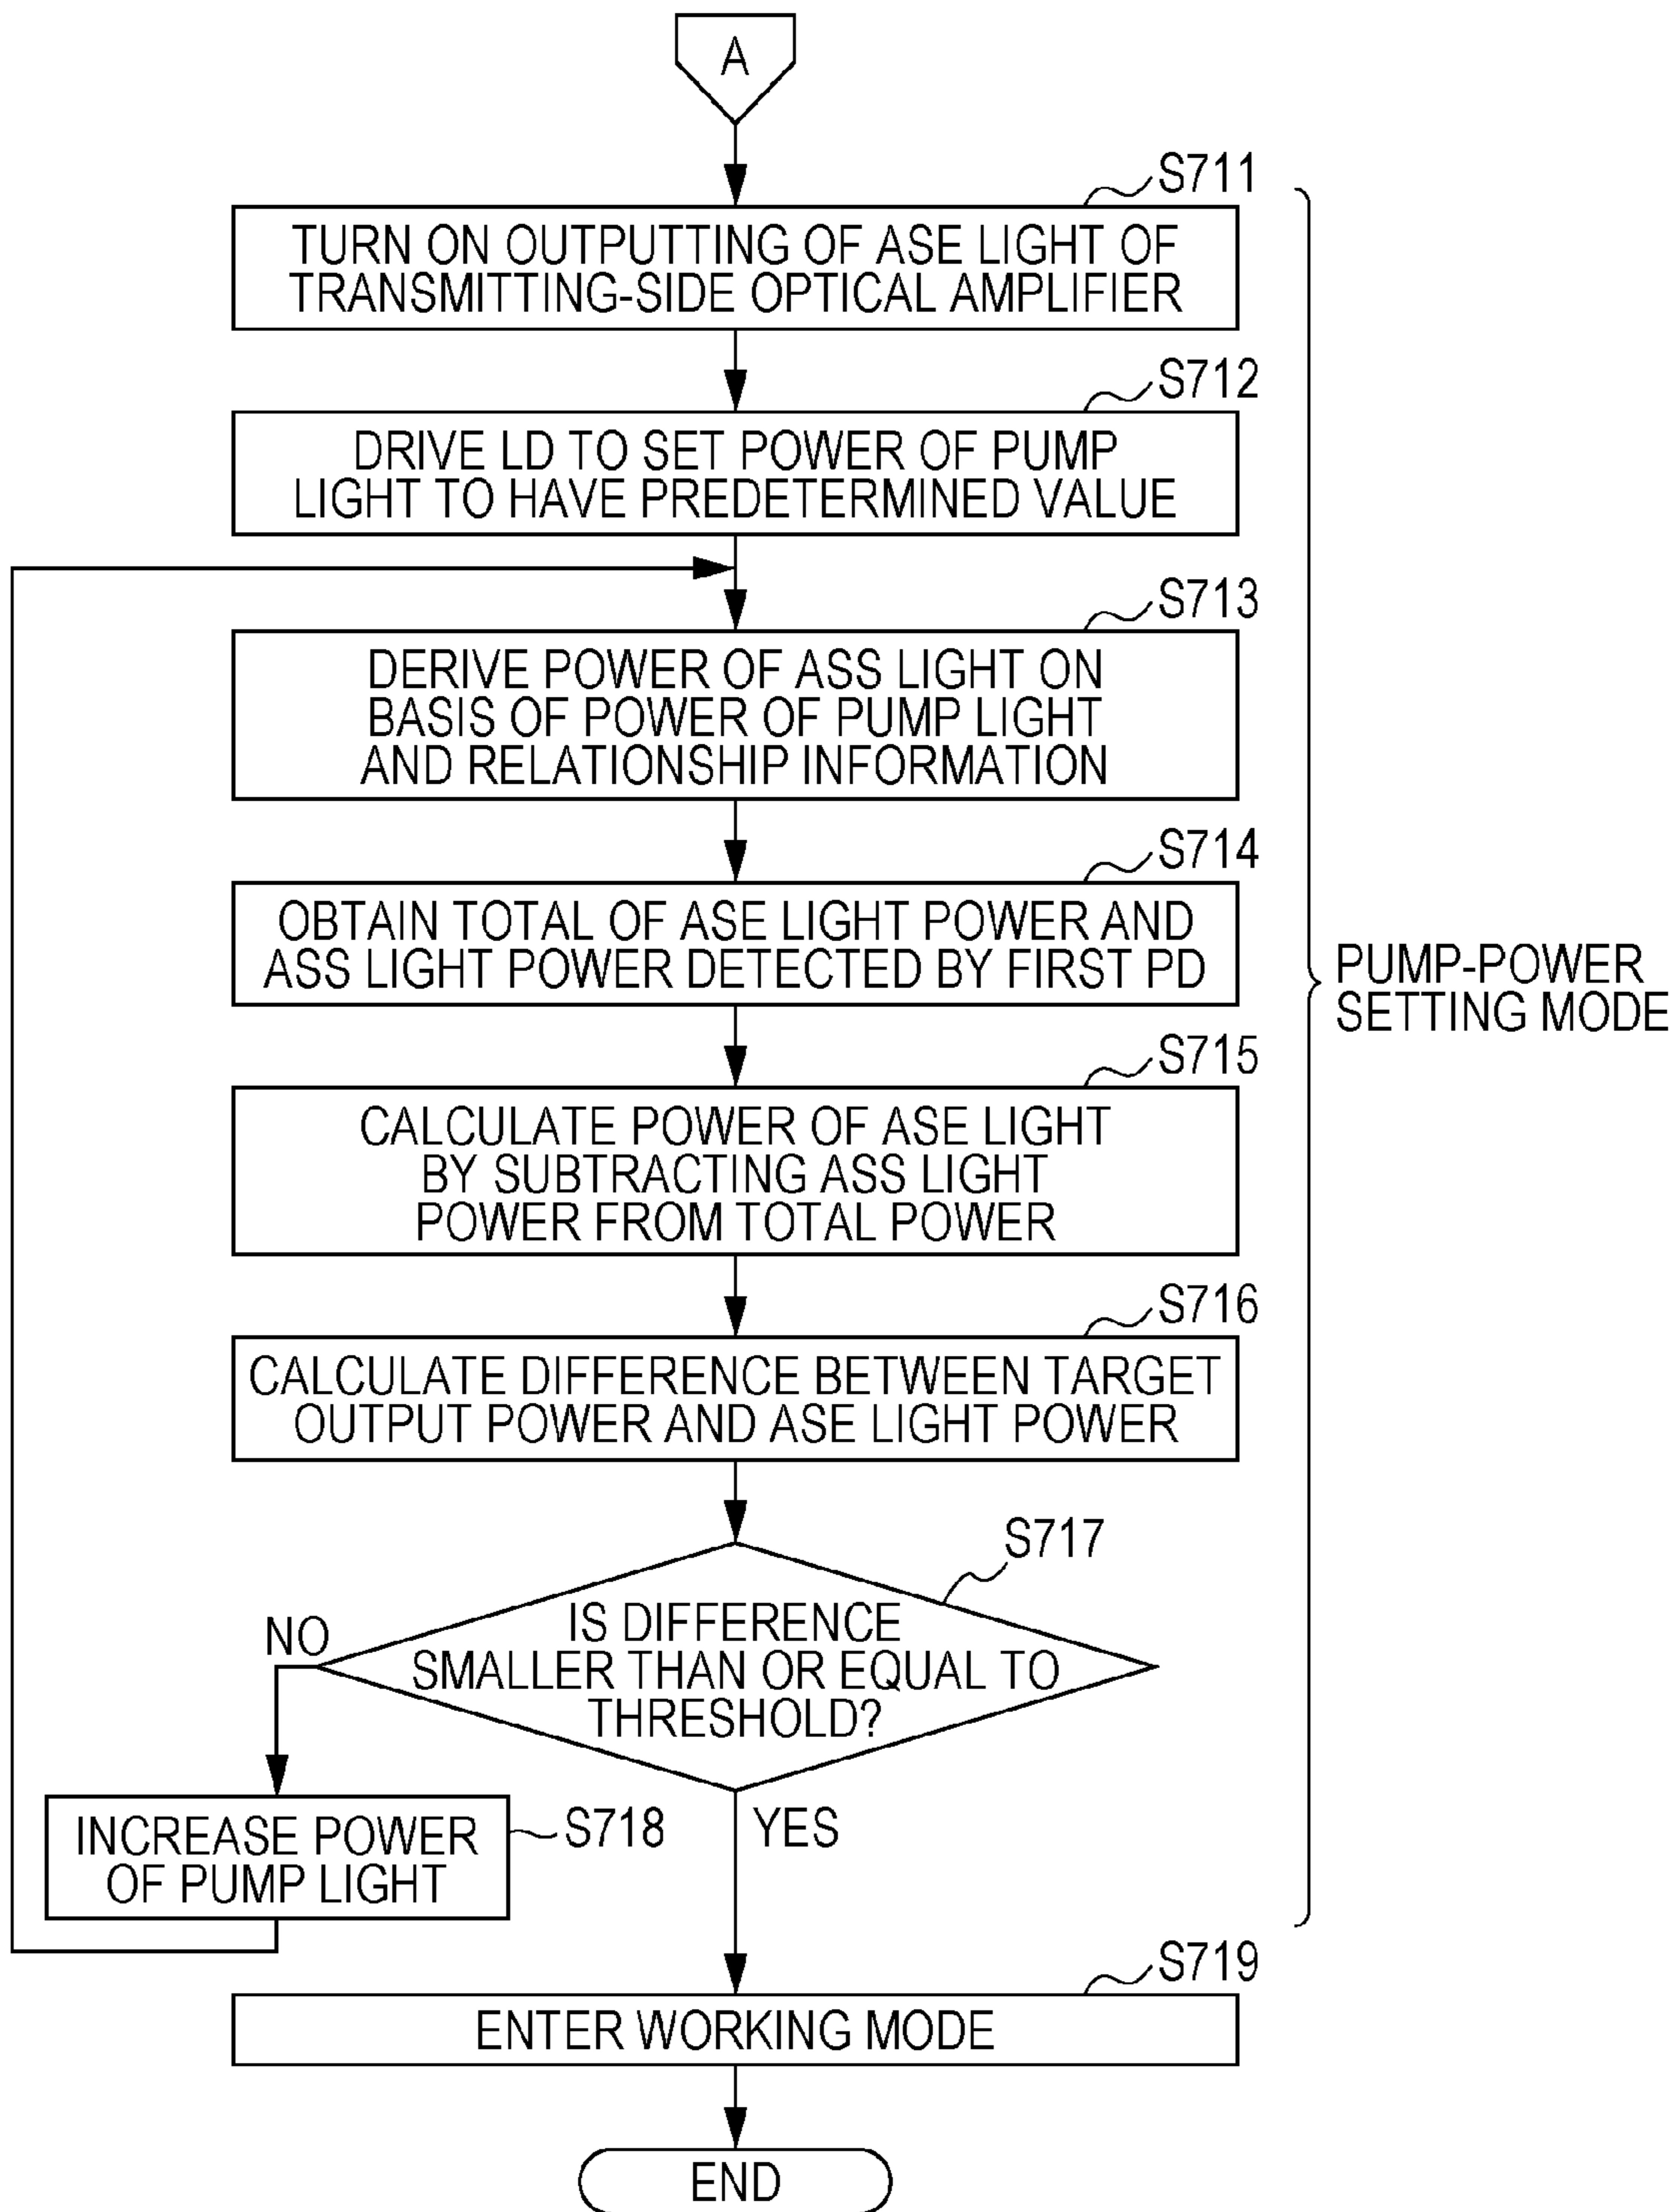 A
S711
TURN ON OUTPUTTING OF ASE LIGHT OF
TRANSMITTING-SIDE OPTICAL AMPLIFIER
S712
DRIVE LD TO SET POWER OF PUMP
LIGHT TO HAVE PREDETERMINED VALUE
S713
DERIVE POWER OF ASS LIGHT ON
BASIS OF POWER OF PUMP LIGHT
AND RELATIONSHIP INFORMATION
S714
OBTAIN TOTAL OF ASE LIGHT POWER AND
ASS LIGHT POWER DETECTED BY FIRST PD
PUMP-POWER
SETTING MODE
S715
CALCULATE POWER OF ASE LIGHT
BY SUBTRACTING ASS LIGHT
POWER FROM TOTAL POWER
S716
CALCULATE DIFFERENCE BETWEEN TARGET
OUTPUT POWER AND ASE LIGHT POWER
S717
IS DIFFERENCE
SMALLER THAN OR EQUAL TO
THRESHOLD?
NO
INCREASE POWER
OF PUMP LIGHT
S718
YES
S719
ENTER WORKING MODE
END